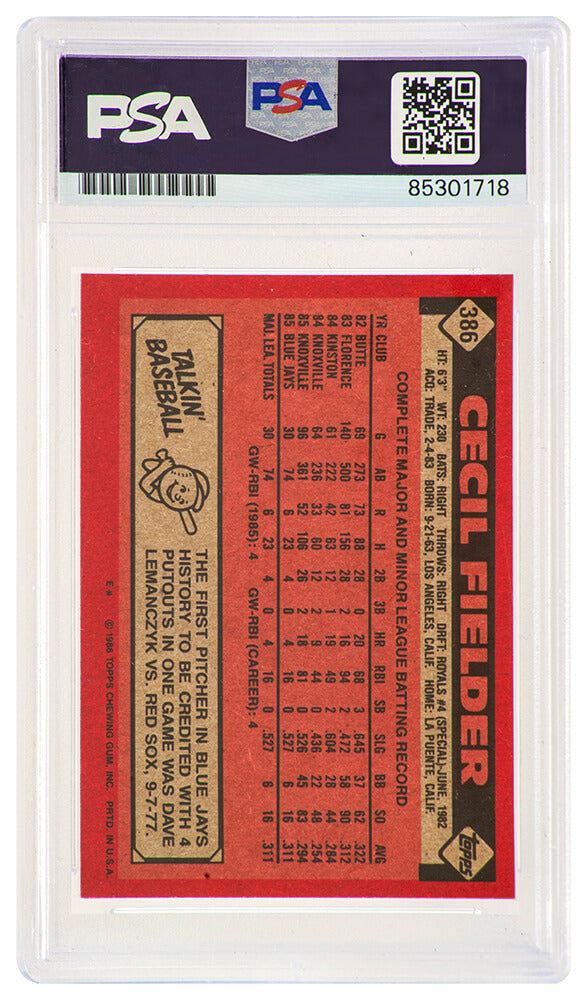 PSA
PSA
85301718
386
CECIL FIELDER
Topps
HT: 6'3" WT: 230 BATS: RIGHT THROWS: RIGHT DRFT: ROYALS #4 (SPECIAL)-JUNE, 1982
ACQ: TRADE, 2-4-83 BORN: 9-21-63, LOS ANGELES, CALIF. HOME: LA PUENTE, CALIF.
COMPLETE MAJOR AND MINOR LEAGUE BATTING RECORD
YR CLUB G AB R H 2B 3B HR RBI SB SLG BB SO AVG
82 BUTTE 69 273 73 88 28 0 20 68 3 .645 37 62 .322
83 FLORENCE 140 500 81 156 28 2 16 94 2 .472 58 90 .312
84 KINSTON 61 222 42 63 12 1 19 49 2 .604 28 44 .284
84 KNOXVILLE 64 236 33 60 12 2 9 44 0 .436 22 48 .254
85 KNOXVILLE 96 361 52 106 26 2 18 81 0 .526 45 83 .294
85 BLUE JAYS 30 74 6 23 4 0 4 16 0 .527 6 16 .311
MAJ. LEA. TOTALS 30 74 6 23 4 0 4 16 0 .527 6 16 .311
GW-RBI (1985): 4 GW-RBI (CAREER): 4
TALKIN'
BASEBALL
THE FIRST PITCHER IN BLUE JAYS
HISTORY TO BE CREDITED WITH 4
PUTOUTS IN ONE GAME WAS DAVE
LEMANCZYK VS. RED SOX, 9-7-77.
E* © 1986 TOPPS CHEWING GUM, INC. PRTD. IN U.S.A.